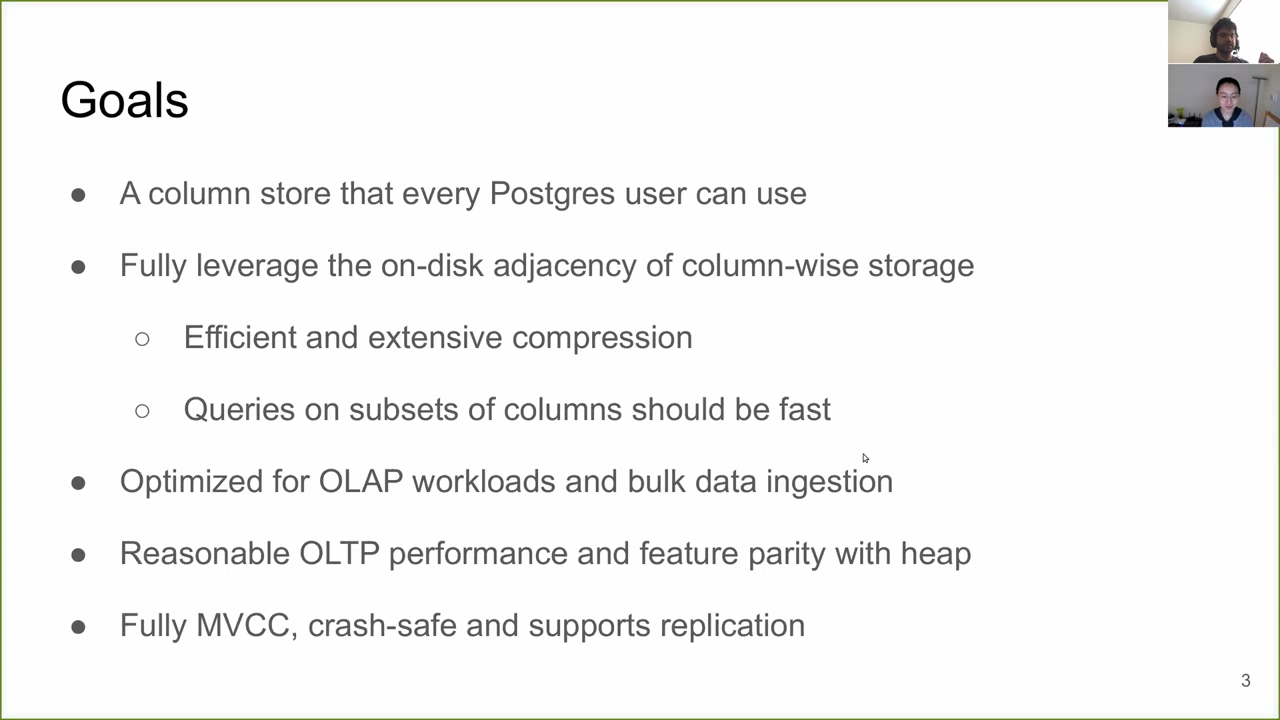 Goals
● A column store that every Postgres user can use
● Fully leverage the on-disk adjacency of column-wise storage
○ Efficient and extensive compression
○ Queries on subsets of columns should be fast
● Optimized for OLAP workloads and bulk data ingestion
● Reasonable OLTP performance and feature parity with heap
● Fully MVCC, crash-safe and supports replication
3